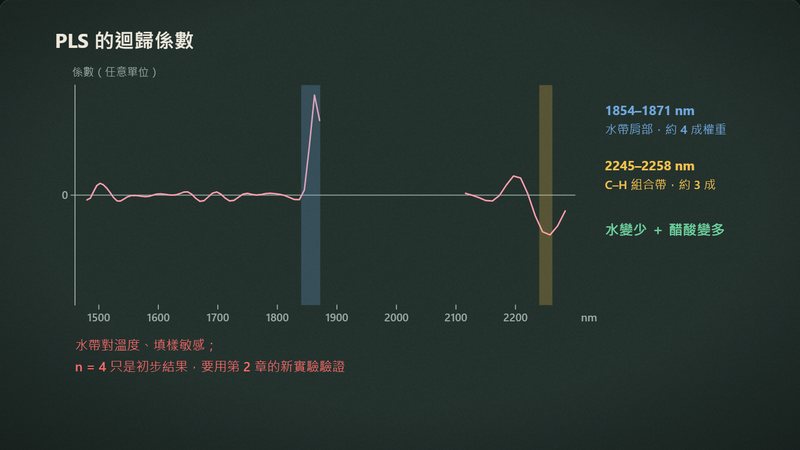 PLS 的迴歸係數
係數（任意單位）
1854–1871 nm
水帶肩部，約 4 成權重
2245–2258 nm
C–H 組合帶，約 3 成
水變少 + 醋酸變多
0
1500 1600 1700 1800 1900 2000 2100 2200 nm
水帶對溫度、填樣敏感；
n = 4 只是初步結果，要用第 2 章的新實驗驗證